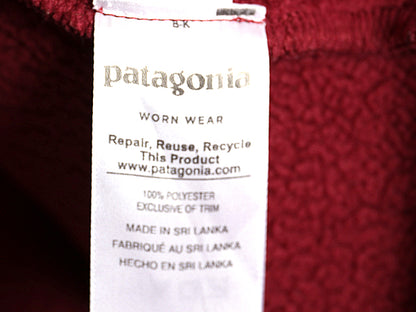 B-K
patagonia
WORN WEAR
Repair, Reuse, Recycle
This Product
www.patagonia.com
100% POLYESTER
EXCLUSIVE OF TRIM
MADE IN SRI LANKA
FABRIQUÉ AU SRI LANKA
HECHO EN SRI LANKA